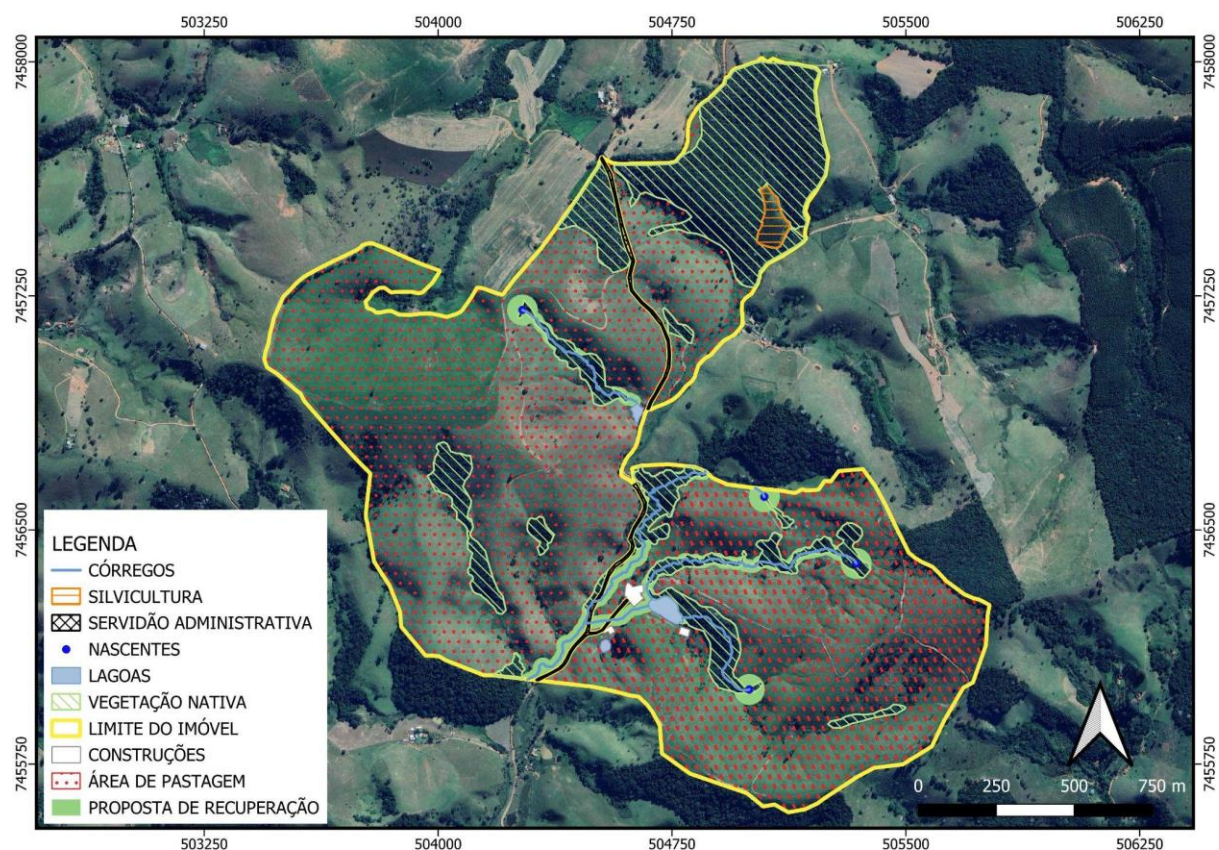 503250 504000 504750 505500 506250
7458000 7458000
7457250 7457250
7456500 7456500
7455750 7455750
LEGENDA
CÓRREGOS
SILVICULTURA
SERVIDÃO ADMINISTRATIVA
NASCENTES
LAGOAS
VEGETAÇÃO NATIVA
LIMITE DO IMÓVEL
CONSTRUÇÕES
ÁREA DE PASTAGEM
PROPOSTA DE RECUPERAÇÃO
0 250 500 750 m
503250 504000 504750 505500 506250